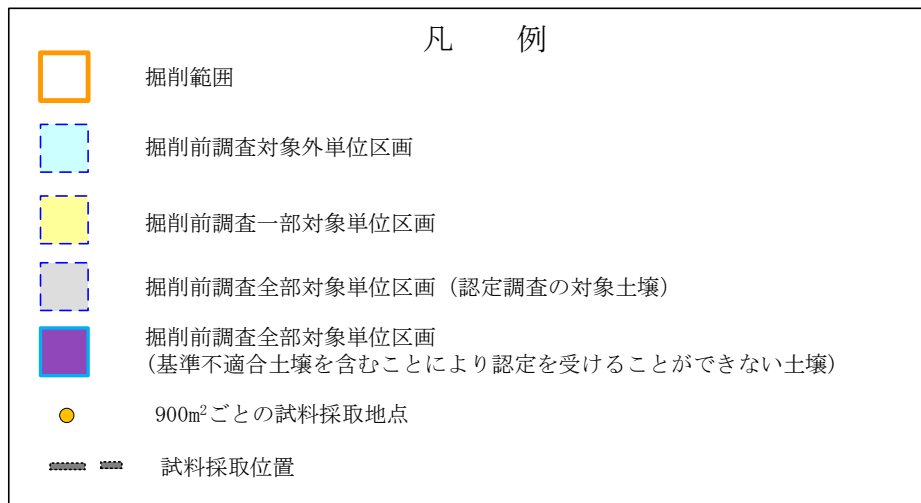 凡 例
掘削範囲
掘削前調査対象外単位区画
掘削前調査一部対象単位区画
掘削前調査全部対象単位区画(認定調査の対象土壌)
掘削前調査全部対象単位区画
(基準不適合土壌を含むことにより認定を受けることができない土壌)
900m²ごとの試料採取地点
試料採取位置